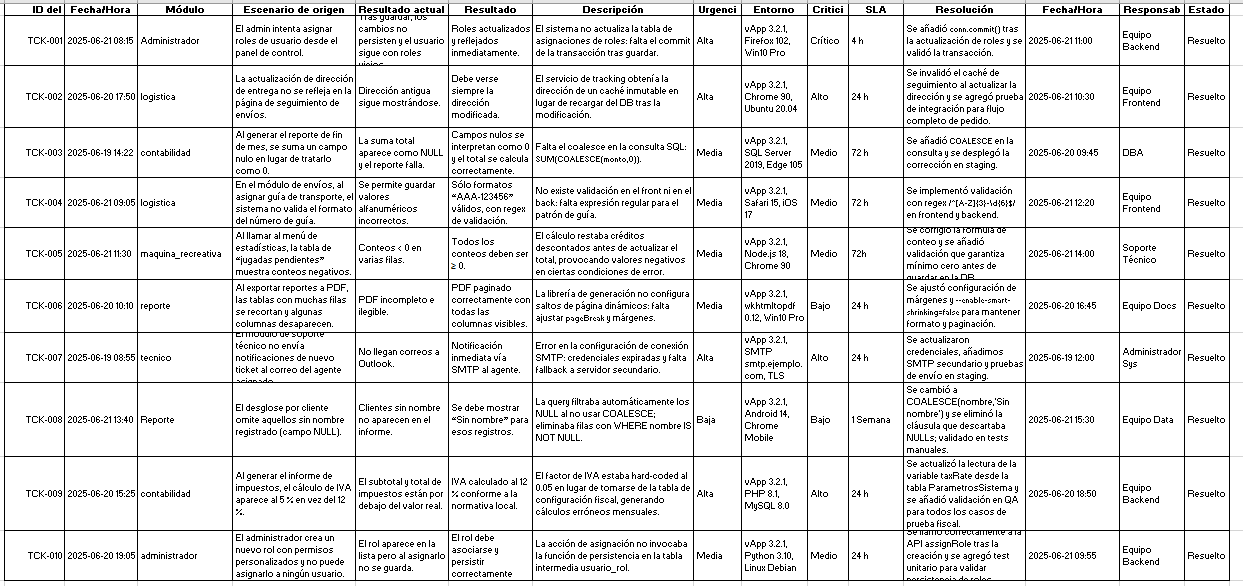 ID del Fecha/Hora Módulo Escenario de origen Resultado actual Resultado Descripción Urgenci Entorno Critici SLA Resolución Fecha/Hora Responsab Estado
TCK-001
2025-06-21 08:15
Administrador
El admin intenta asignar
roles de usuario desde el
panel de control.
Tras guardar, los
cambios no
persisten y el usuario
sigue con roles
viejos.
Roles actualizados
y reflejados
inmediatamente.
El sistema no actualiza la tabla de
asignaciones de roles: falta el commit
de la transacción tras guardar.
Alta
vApp 3.2.1,
Firefox 102,
Win10 Pro
Crítico
4 h
Se añadió conn.commit() tras
la actualización de roles y se
validó la transacción.
2025-06-21 11:00
Equipo
Backend
Resuelto
TCK-002
2025-06-20 17:50
logistica
La actualización de dirección
de entrega no se refleja en la
página de seguimiento de
envíos.
Dirección antigua
sigue mostrándose.
Debe verse
siempre la
dirección
modificada.
El servicio de tracking obtenía la
dirección de un caché inmutable en
lugar de recargar del DB tras la
modificación.
Alta
vApp 3.2.1,
Chrome 90,
Ubuntu 20.04
Alto
24 h
Se invalidó el caché de
seguimiento al actualizar la
dirección y se agregó prueba
de integración para flujo
completo de pedido.
2025-06-21 10:30
Equipo
Frontend
Resuelto
TCK-003
2025-06-19 14:22
contabilidad
Al generar el reporte de fin
de mes, se suma un campo
nulo en lugar de tratarlo
como 0.
La suma total
aparece como NULL
y el reporte falla.
Campos nulos se
interpretan como 0
y el total se calcula
correctamente.
Falta el coalesce en la consulta SQL:
SUM(COALESCE(monto,0)).
Media
vApp 3.2.1,
SQL Server
2019, Edge 105
Medio
72 h
Se añadió COALESCE en la
consulta y se desplegó la
corrección en staging.
2025-06-20 09:45
DBA
Resuelto
TCK-004
2025-06-21 09:05
logistica
En el módulo de envíos, al
asignar guía de transporte, el
sistema no valida el formato
del número de guía.
Se permite guardar
valores
alfanuméricos
incorrectos.
Sólo formatos
“AAA-123456”
válidos, con regex
de validación.
No existe validación en el front ni en el
back: falta expresión regular para el
patrón de guía.
Media
vApp 3.2.1,
Safari 15, iOS
17
Medio
72 h
Se implementó validación
con regex /^[A-Z]{3}-\d{6}$/
en frontend y backend.
2025-06-21 12:20
Equipo
Frontend
Resuelto
TCK-005
2025-06-21 11:30
maquina_recreativa
Al llamar al menú de
estadísticas, la tabla de
“jugadas pendientes”
muestra conteos negativos.
Conteos < 0 en
varias filas.
Todos los
conteos deben ser
≥ 0.
El cálculo restaba créditos
descontados antes de actualizar el
total, provocando valores negativos
en ciertas condiciones de error.
Media
vApp 3.2.1,
Node.js 18,
Chrome 90
Medio
72h
Se corrigió la fórmula de
conteo y se añadió
validación que garantiza
mínimo cero antes de
guardar en la DB.
2025-06-21 14:00
Soporte
Técnico
Resuelto
TCK-006
2025-06-20 10:10
reporte
Al exportar reportes a PDF,
las tablas con muchas filas
se recortan y algunas
columnas desaparecen.
PDF incompleto e
ilegible.
PDF paginado
correctamente con
todas las
columnas visibles.
La librería de generación no configura
saltos de página dinámicos: falta
ajustar pageBreak y márgenes.
Media
vApp 3.2.1,
wkhtmltopdf
0.12, Win10 Pro
Bajo
24 h
Se ajustó configuración de
márgenes y --enable-smart-
shrinking=false para mantener
formato y paginación.
2025-06-20 16:45
Equipo Docs
Resuelto
TCK-007
2025-06-19 08:55
tecnico
El módulo de soporte
técnico no envía
notificaciones de nuevo
ticket al correo del agente
asignado.
No llegan correos a
Outlook.
Notificación
inmediata vía
SMTP al agente.
Error en la configuración de conexión
SMTP: credenciales expiradas y falta
fallback a servidor secundario.
Alta
vApp 3.2.1,
SMTP
smtp.ejemplo.
com, TLS
Alto
24 h
Se actualizaron
credenciales, añadimos
SMTP secundario y pruebas
de envío en staging.
2025-06-19 12:00
Administrador
Sys
Resuelto
TCK-008
2025-06-21 13:40
Reporte
El desglose por cliente
omite aquellos sin nombre
registrado (campo NULL).
Clientes sin nombre
no aparecen en el
informe.
Se debe mostrar
“Sin nombre” para
esos registros.
La query filtraba automáticamente los
NULL al no usar COALESCE;
eliminaba filas con WHERE nombre IS
NOT NULL.
Baja
vApp 3.2.1,
Android 14,
Chrome
Mobile
Bajo
1 Semana
Se cambió a
COALESCE(nombre,'Sin
nombre') y se eliminó la
cláusula que descartaba
NULLs; validado en tests
manuales.
2025-06-21 15:30
Equipo Data
Resuelto
TCK-009
2025-06-20 15:25
contabilidad
Al generar el informe de
impuestos, el cálculo de IVA
aparece al 5 % en vez del 12
%.
El subtotal y total de
impuestos están por
debajo del valor real.
IVA calculado al 12
% conforme a la
normativa local.
El factor de IVA estaba hard-coded al
0.05 en lugar de tomarse de la tabla de
configuración fiscal, generando
cálculos erróneos mensuales.
Alta
vApp 3.2.1,
PHP 8.1,
MySQL 8.0
Alto
24 h
Se actualizó la lectura de la
variable taxRate desde la
tabla ParametrosSistema y
se añadió validación en QA
para todos los casos de
prueba fiscal.
2025-06-20 18:50
Equipo
Backend
Resuelto
TCK-010
2025-06-20 19:05
administrador
El administrador crea un
nuevo rol con permisos
personalizados y no puede
asignarlo a ningún usuario.
El rol aparece en la
lista pero al asignarlo
no se guarda.
El rol debe
asociarse y
persistir
correctamente
La acción de asignación no invocaba
la función de persistencia en la tabla
intermedia usuario_rol.
Media
vApp 3.2.1,
Python 3.10,
Linux Debian
Medio
24 h
Se llamó correctamente a la
API assignRole tras la
creación y se agregó test
unitario para validar
persistencia de roles.
2025-06-21 09:55
Equipo
Backend
Resuelto